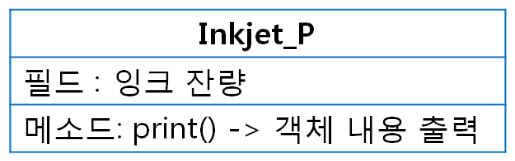 Inkjet_P
필드 : 잉크 잔량
메소드: print() -> 객체 내용 출력